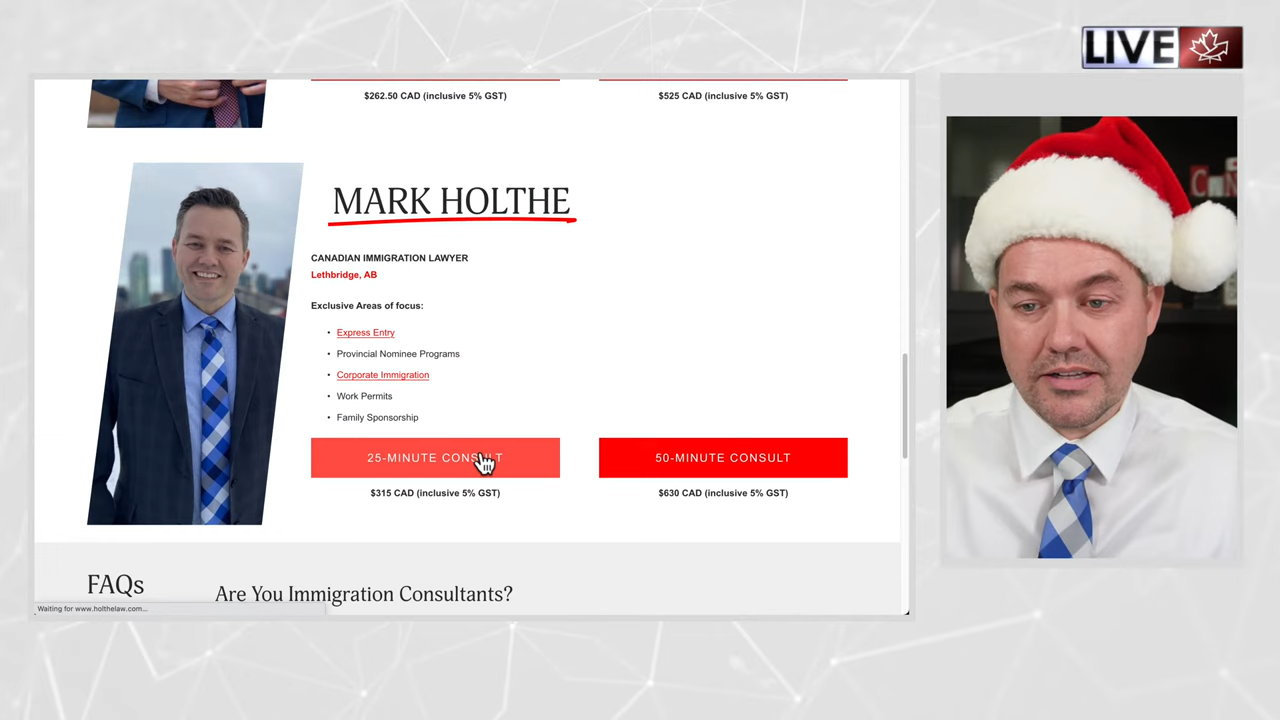 LIVE
$262.50 CAD (inclusive 5% GST)
$525 CAD (inclusive 5% GST)
MARK HOLTHE
CANADIAN IMMIGRATION LAWYER
Lethbridge, AB
Exclusive Areas of focus:
• Express Entry
• Provincial Nominee Programs
• Corporate Immigration
• Work Permits
• Family Sponsorship
25-MINUTE CONSULT
50-MINUTE CONSULT
$315 CAD (inclusive 5% GST)
$630 CAD (inclusive 5% GST)
FAQs
Are You Immigration Consultants?
Waiting for www.holthelaw.com...